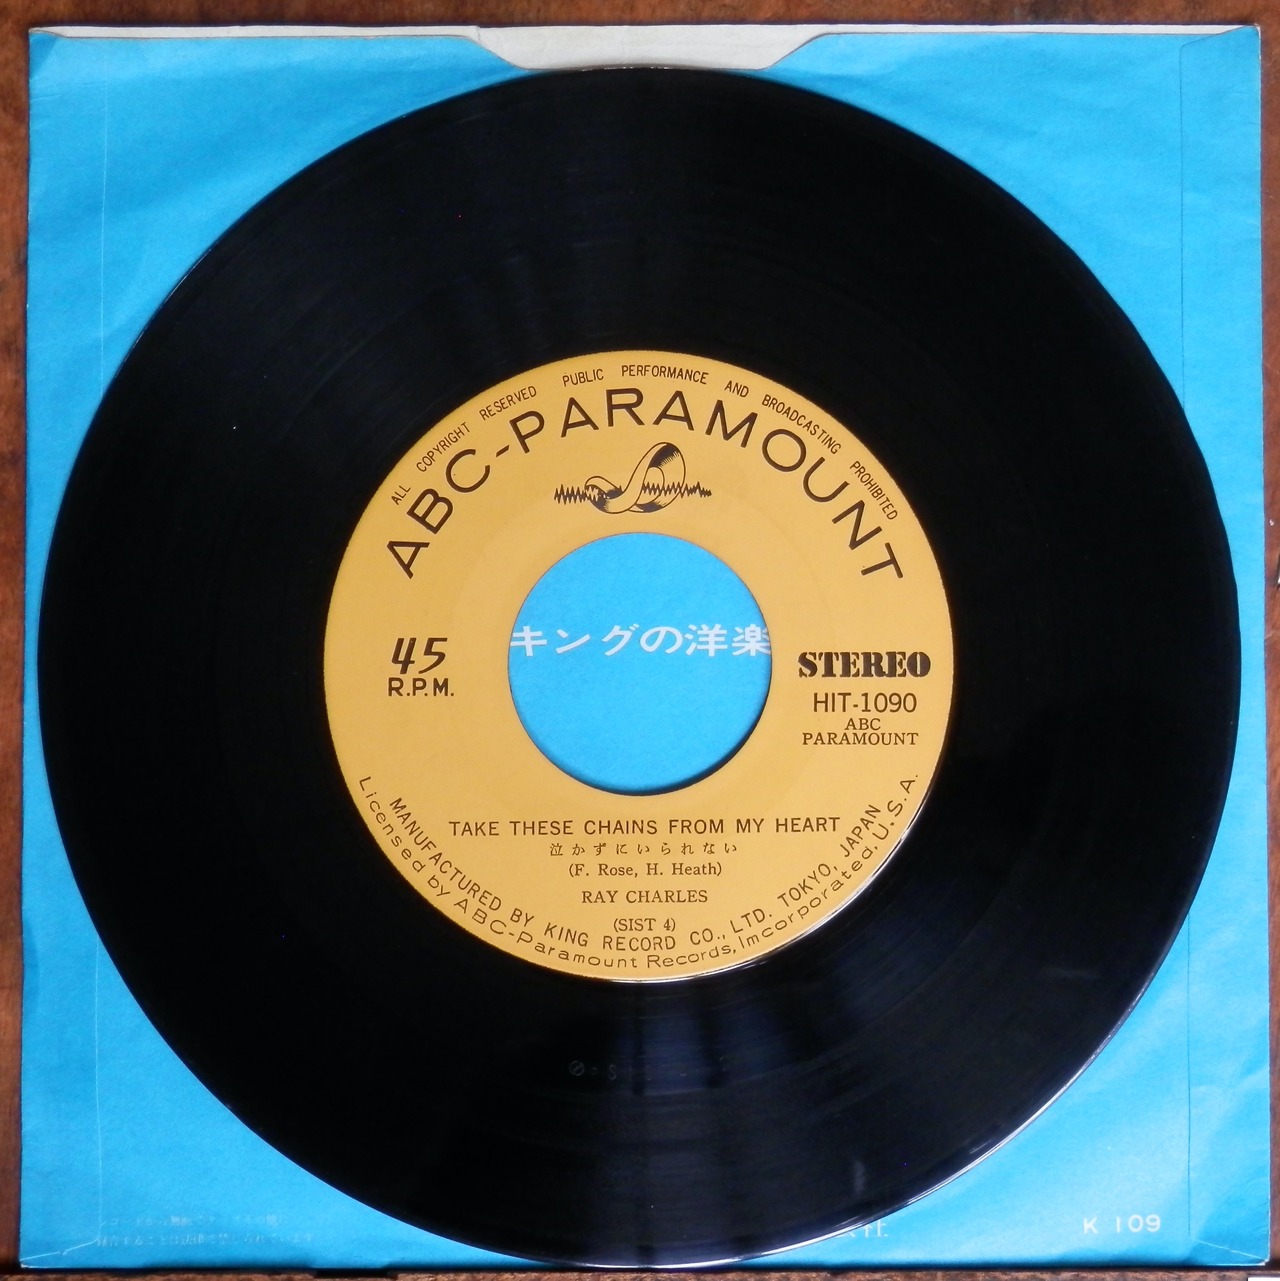 ALL COPYRIGHT RESERVED PUBLIC PERFORMANCE AND BROADCASTING PROHIBITED
ABC-PARAMOUNT
キングの洋楽
45
R.P.M.
STEREO
HIT-1090
ABC
PARAMOUNT
TAKE THESE CHAINS FROM MY HEART
泣かずにいられない
(F. Rose, H. Heath)
RAY CHARLES
(SIST 4)
MANUFACTURED BY KING RECORD CO., LTD. TOKYO, JAPAN
Licensed by ABC-Paramount Records, Imcorporated, U.S.A.
K 109